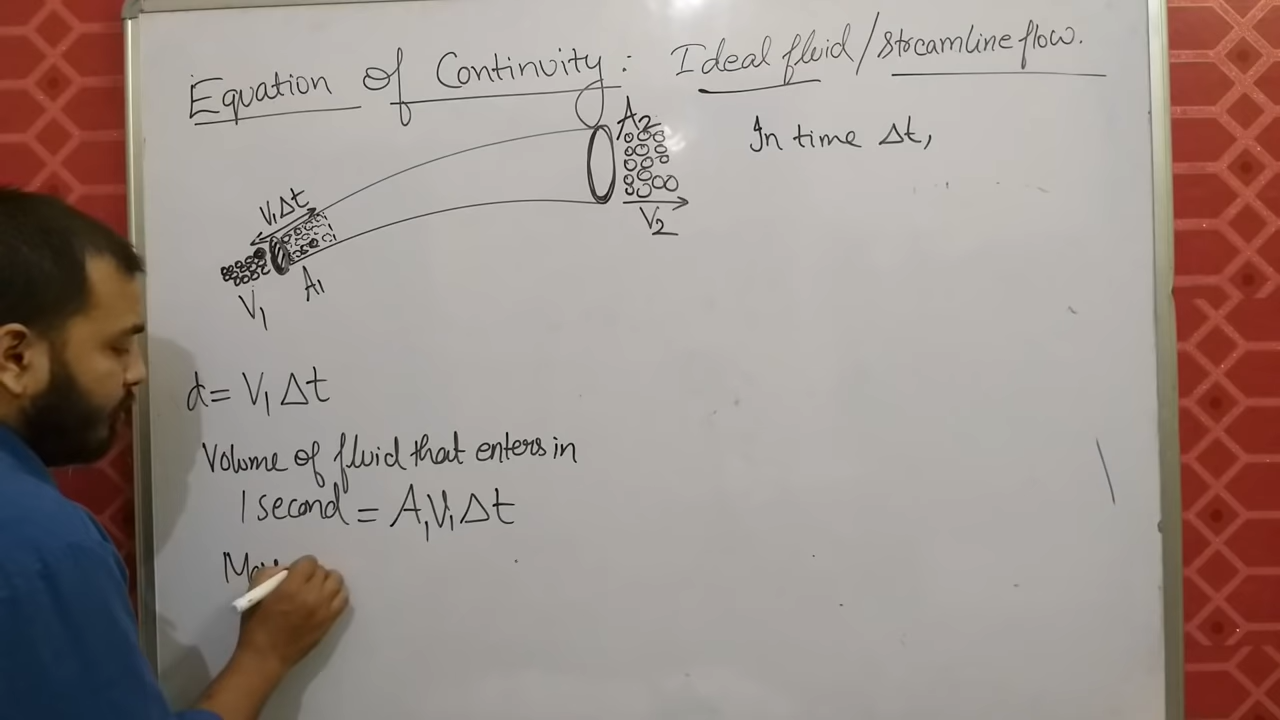 Equation of Continuity : Ideal fluid / streamline flow.
A2
In time Δt,
V1Δt
V2
A1
V1
d = V1 Δt
Volume of fluid that enters in
1 second = A1V1Δt